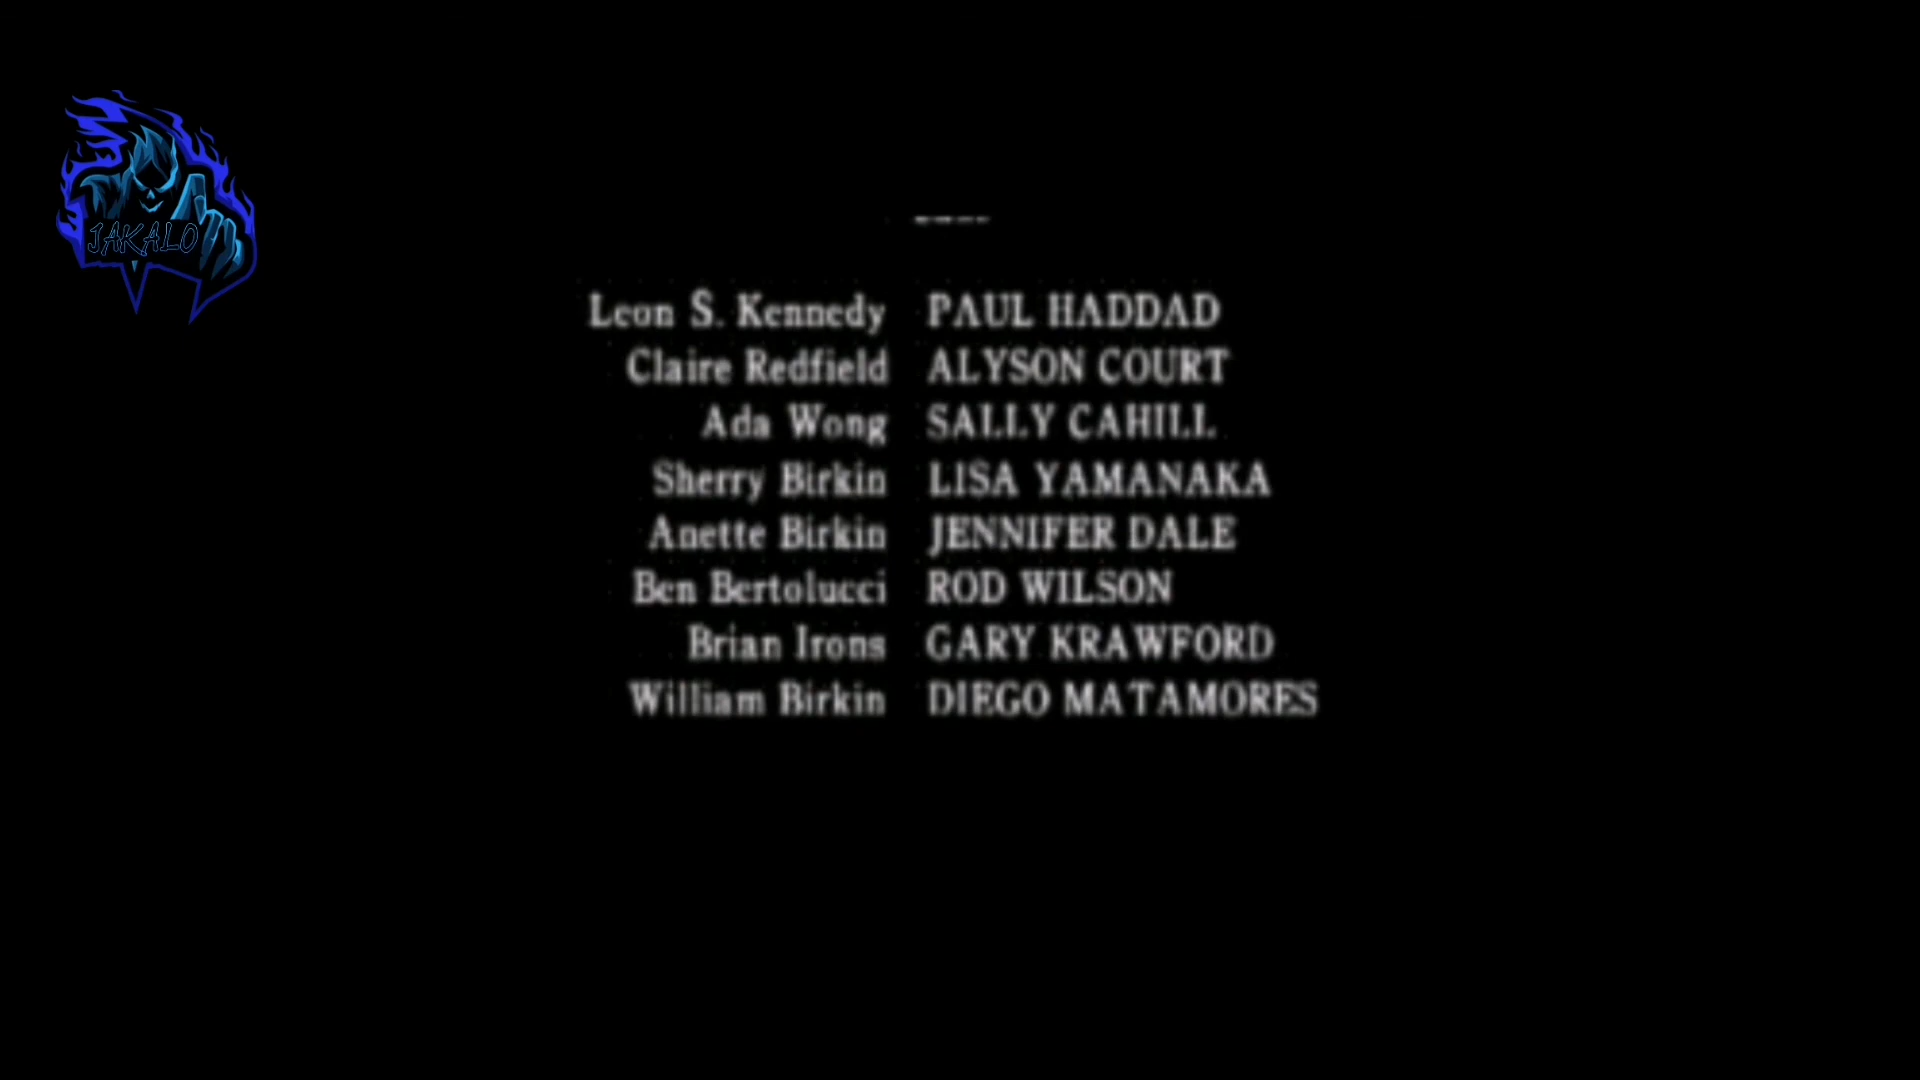 JAKALO
Leon S. Kennedy PAUL HADDAD
Claire Redfield ALYSON COURT
Ada Wong SALLY CAHILL
Sherry Birkin LISA YAMANAKA
Anette Birkin JENNIFER DALE
Ben Bertolucci ROD WILSON
Brian Irons GARY KRAWFORD
William Birkin DIEGO MATAMORES